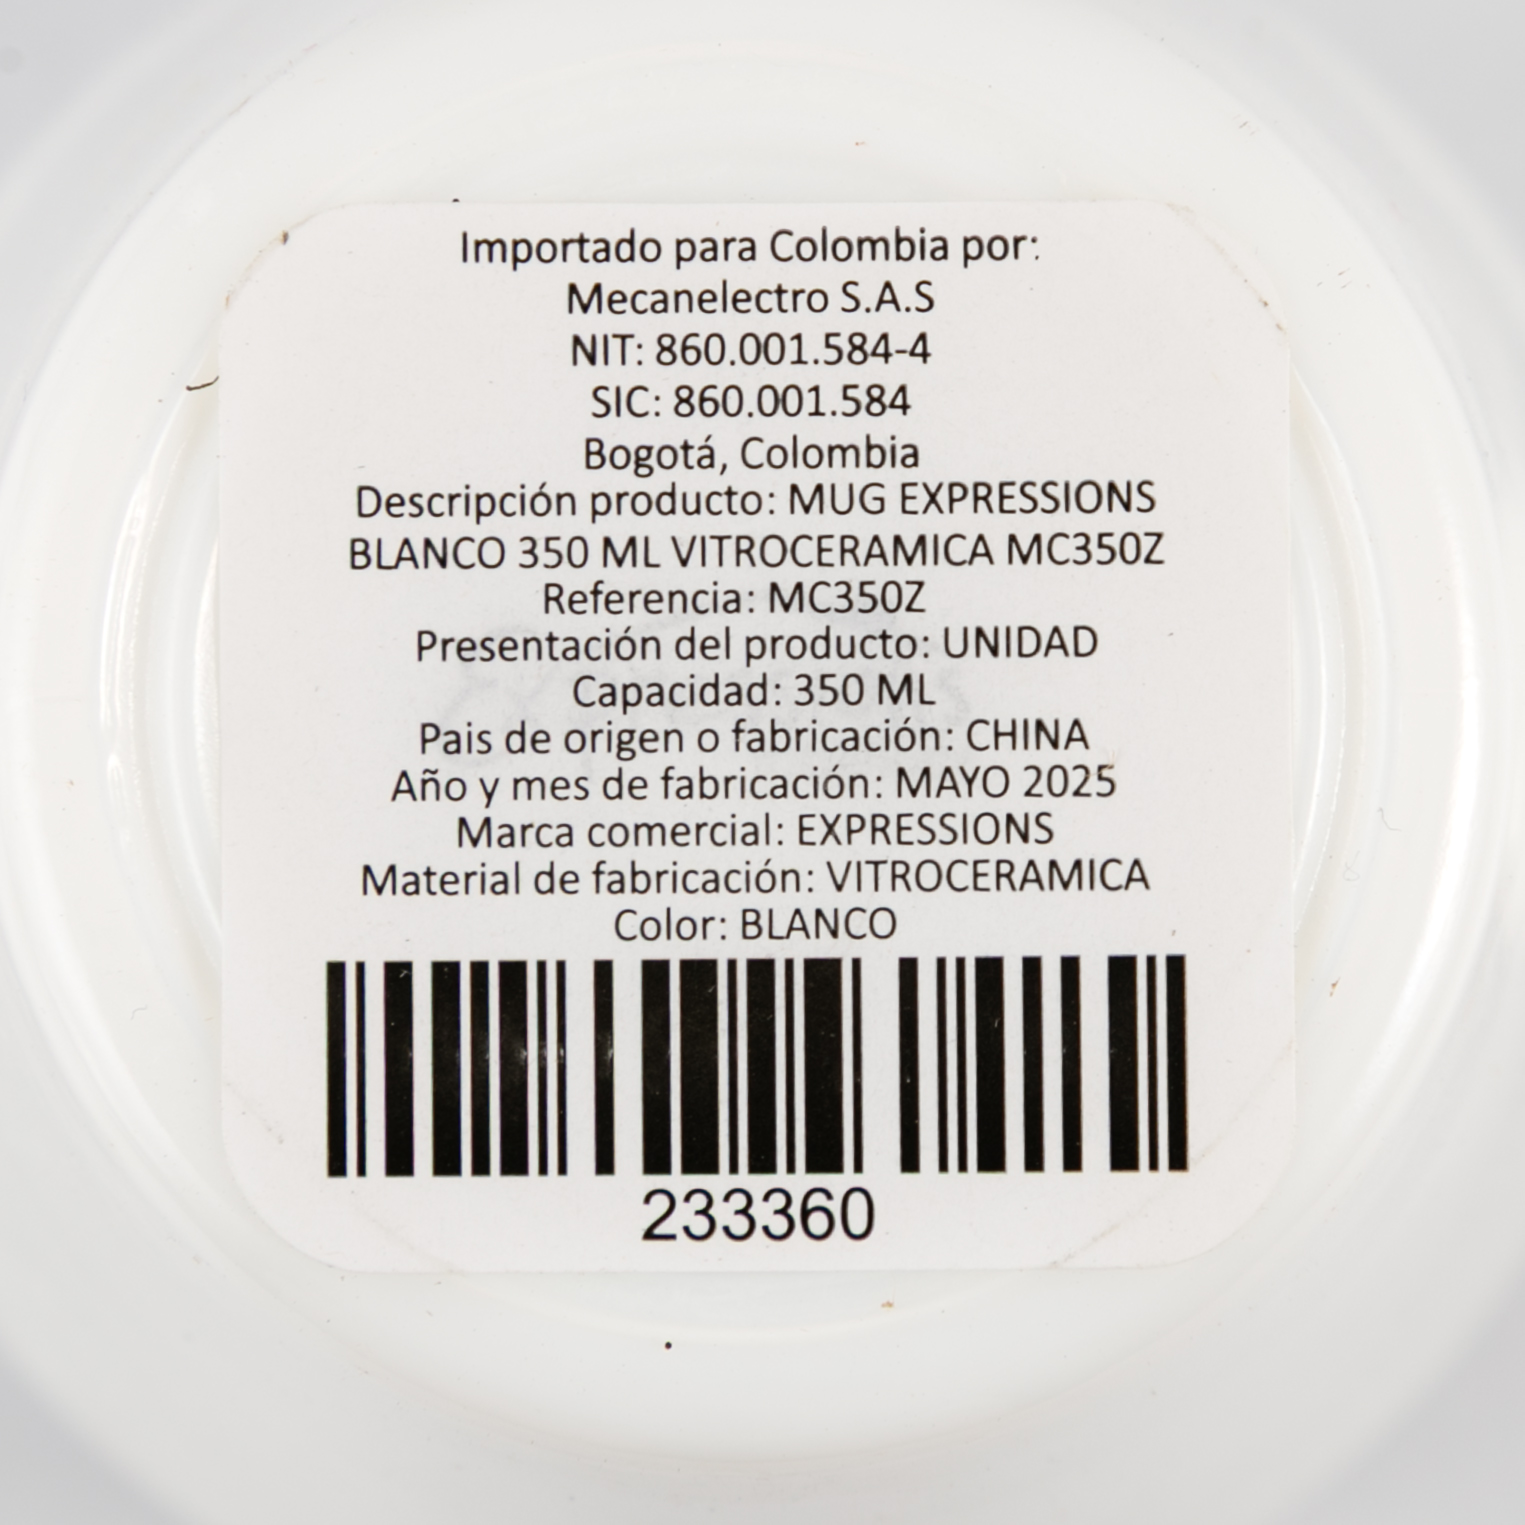 Importado para Colombia por:
Mecanelectro S.A.S
NIT: 860.001.584-4
SIC: 860.001.584
Bogotá, Colombia
Descripción producto: MUG EXPRESSIONS
BLANCO 350 ML VITROCERAMICA MC350Z
Referencia: MC350Z
Presentación del producto: UNIDAD
Capacidad: 350 ML
Pais de origen o fabricación: CHINA
Año y mes de fabricación: MAYO 2025
Marca comercial: EXPRESSIONS
Material de fabricación: VITROCERAMICA
Color: BLANCO
233360